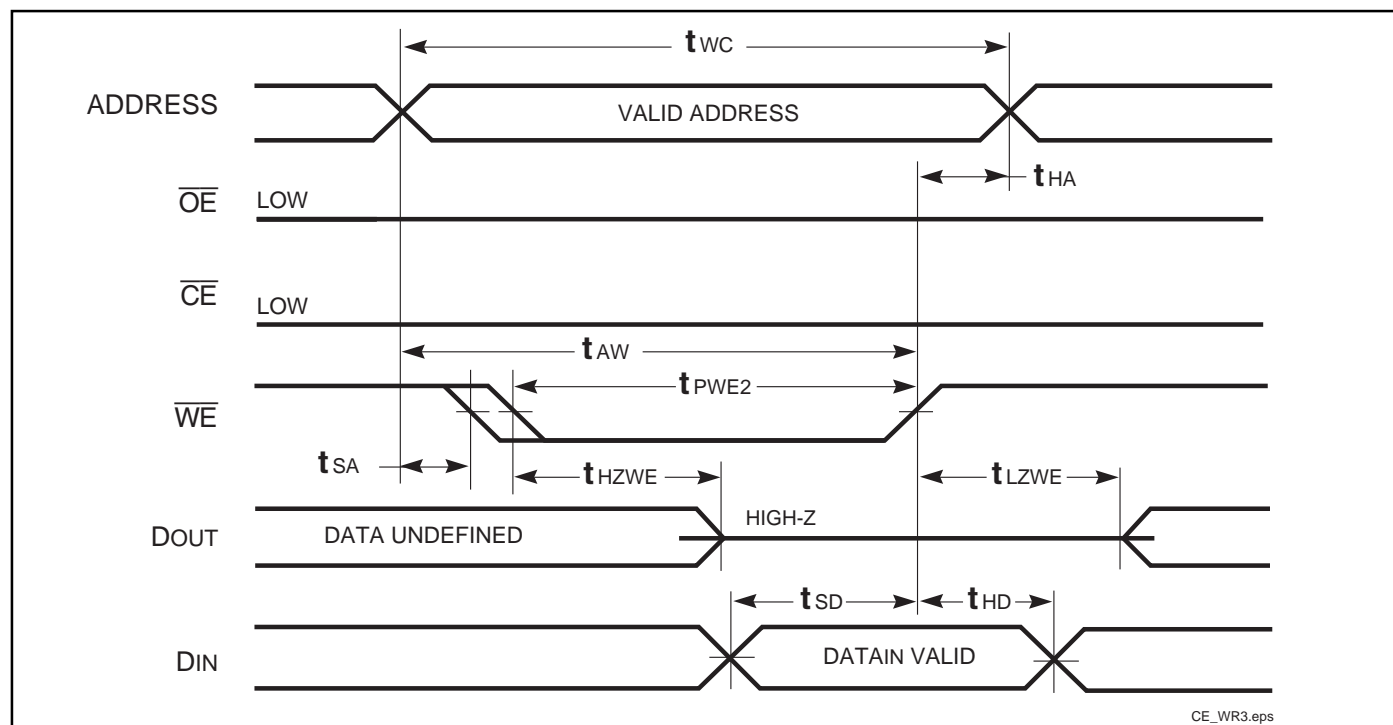 tWC
ADDRESS VALID ADDRESS
tHA
OE LOW
CE LOW
tAW
tPWE2
WE
tSA tHZWE tLZWE
DOUT DATA UNDEFINED HIGH-Z
tSD tHD
DIN DATAIN VALID
CE_WR3.eps